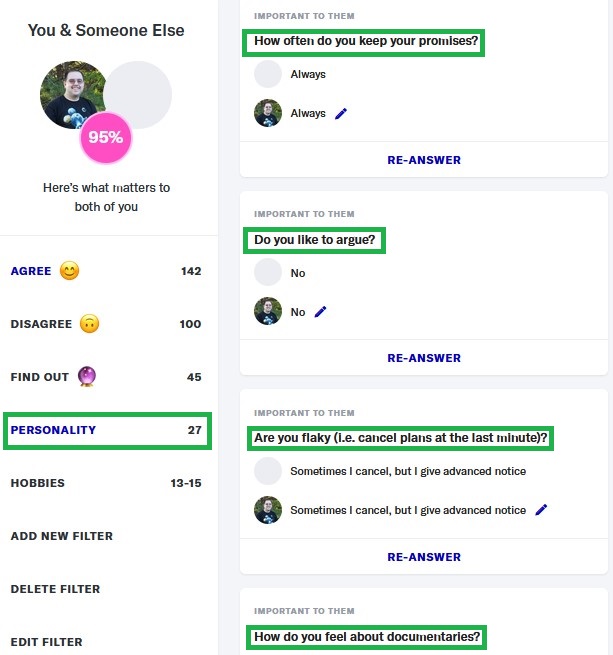 You & Someone Else
95%
Here's what matters to
both of you
AGREE 142
DISAGREE 100
FIND OUT 45
PERSONALITY 27
HOBBIES 13-15
ADD NEW FILTER
DELETE FILTER
EDIT FILTER
IMPORTANT TO THEM
How often do you keep your promises?
Always
Always
RE-ANSWER
IMPORTANT TO THEM
Do you like to argue?
No
No
RE-ANSWER
IMPORTANT TO THEM
Are you flaky (i.e. cancel plans at the last minute)?
Sometimes I cancel, but I give advanced notice
Sometimes I cancel, but I give advanced notice
RE-ANSWER
IMPORTANT TO THEM
How do you feel about documentaries?